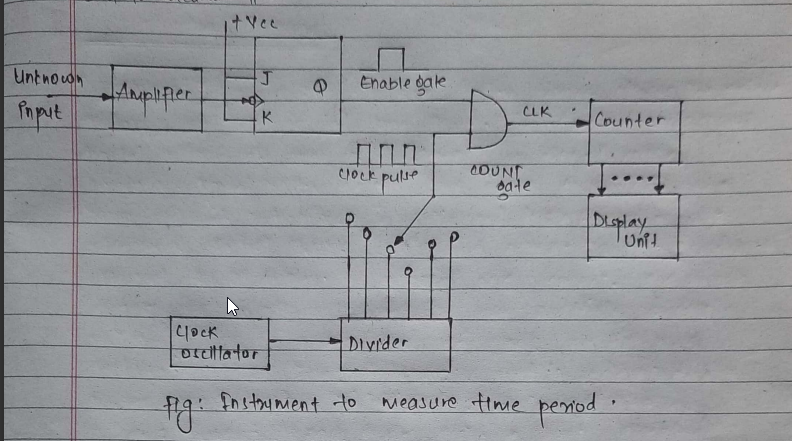 +Vcc
Unknown
Input
Amplifier
J
Q
K
Enable gate
CLK
Counter
clock pulse
COUNT
gate
Display
Unit
Clock
Oscillator
Divider
fig: Instrument to measure time period.